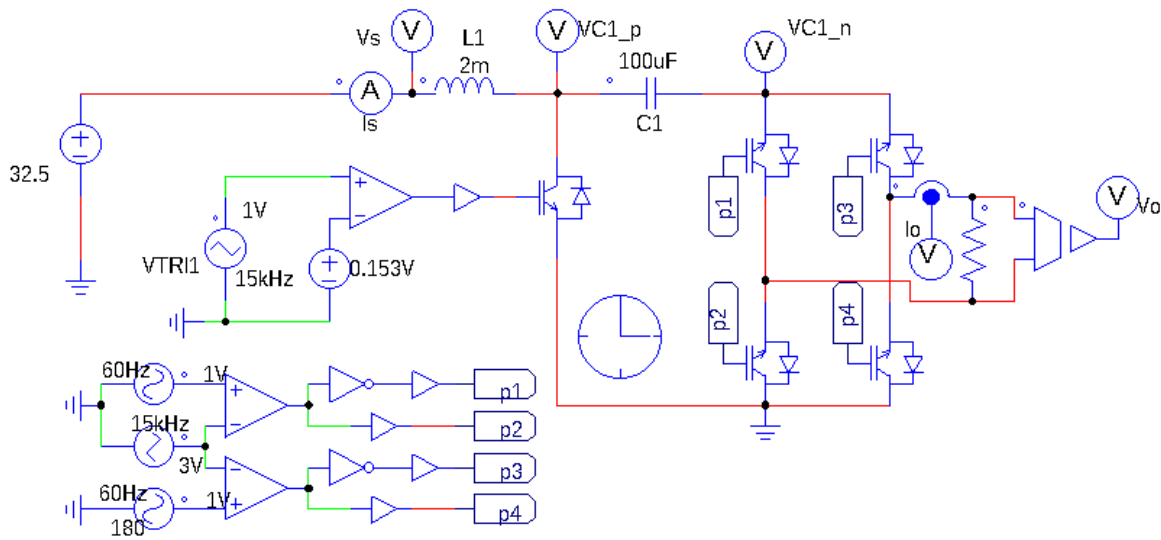 Vs
V
L1
2m
VC1_p
V
VC1_n
V
100uF
C1
A
Is
32.5
+
−
p1
p3
V
Vo
1V
VTRI1
15kHz
+
−
0.153V
Io
V
p2
p4
60Hz
1V
15kHz
3V
60Hz
1V
180
+
−
−
+
p1
p2
p3
p4